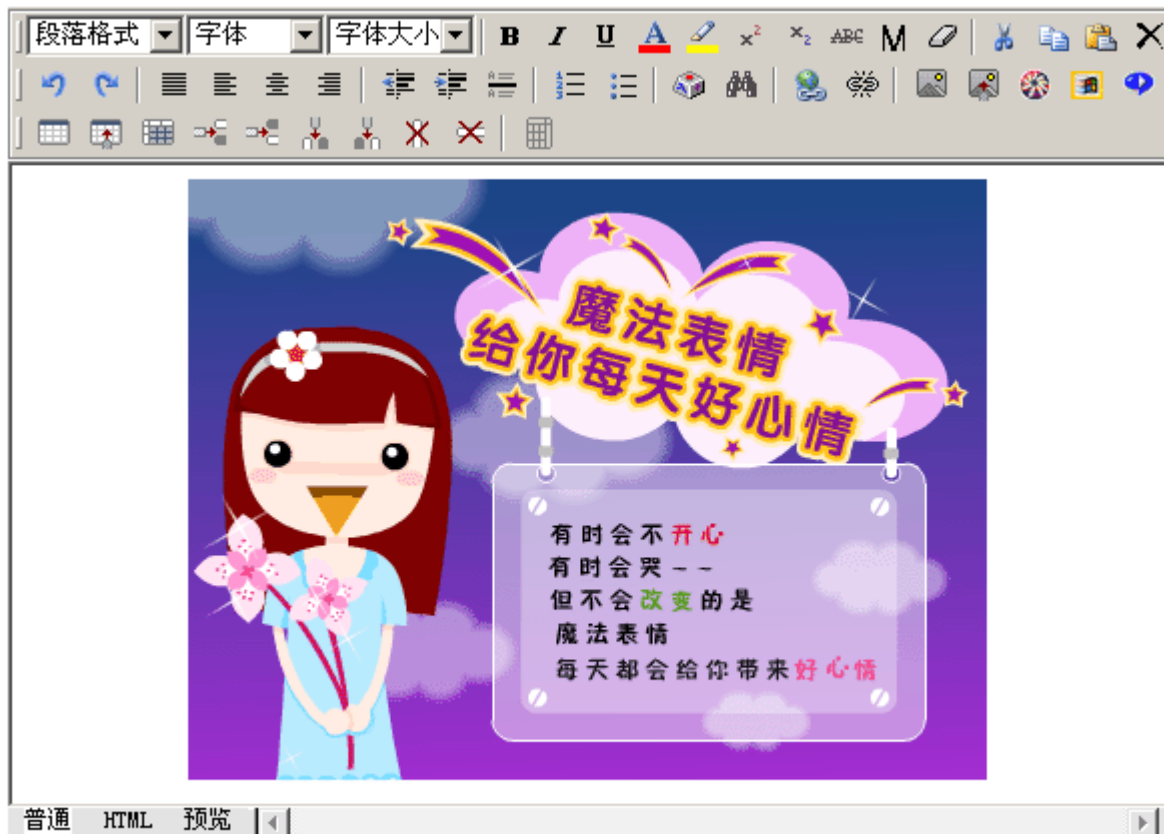 段落格式 字体 字体大小 B I U A x² x₂ ABC M
魔法表情
给你每天好心情
有时会不开心
有时会哭~~
但不会改变的是
魔法表情
每天都会给你带来好心情
普通 HTML 预览